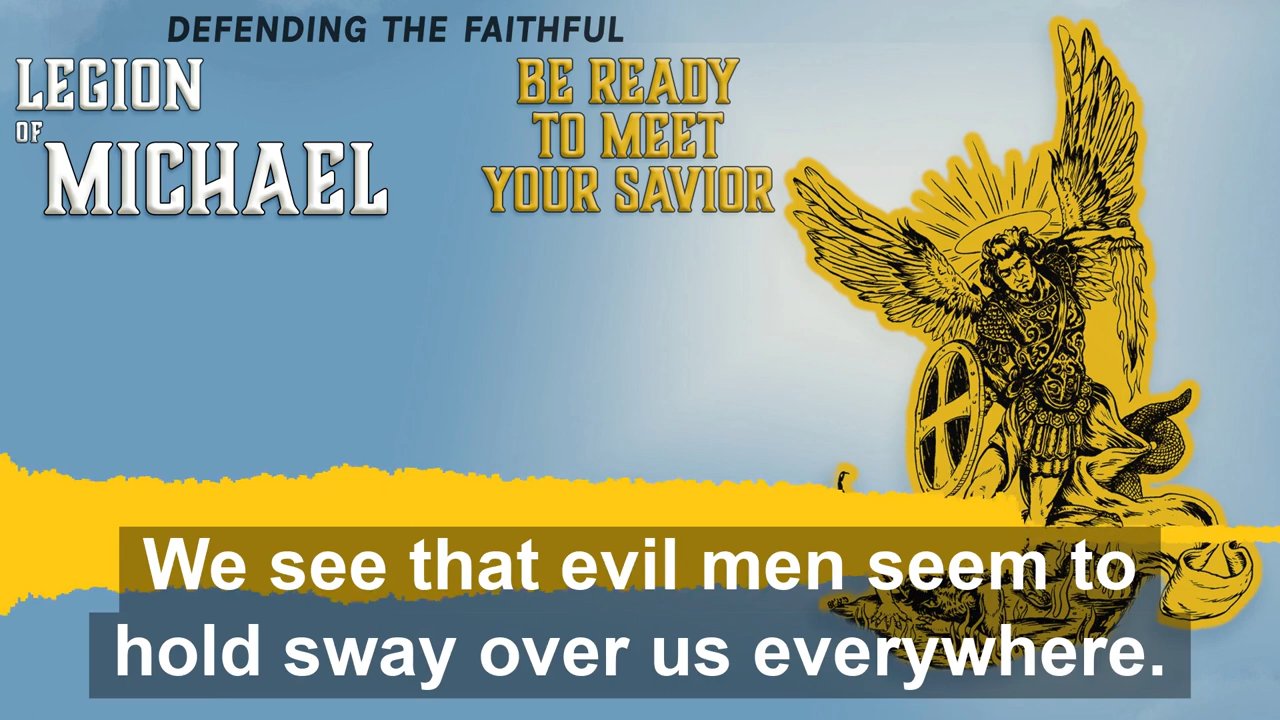 DEFENDING THE FAITHFUL
LEGION
OF
MICHAEL
BE READY
TO MEET
YOUR SAVIOR
We see that evil men seem to
hold sway over us everywhere.